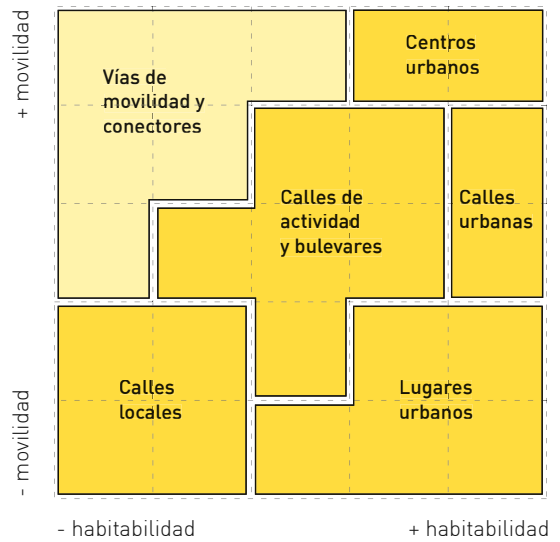 + movilidad
Vías de
movilidad y
conectores
Centros
urbanos
Calles de
actividad
y bulevares
Calles
urbanas
Calles
locales
Lugares
urbanos
- movilidad
- habitabilidad
+ habitabilidad